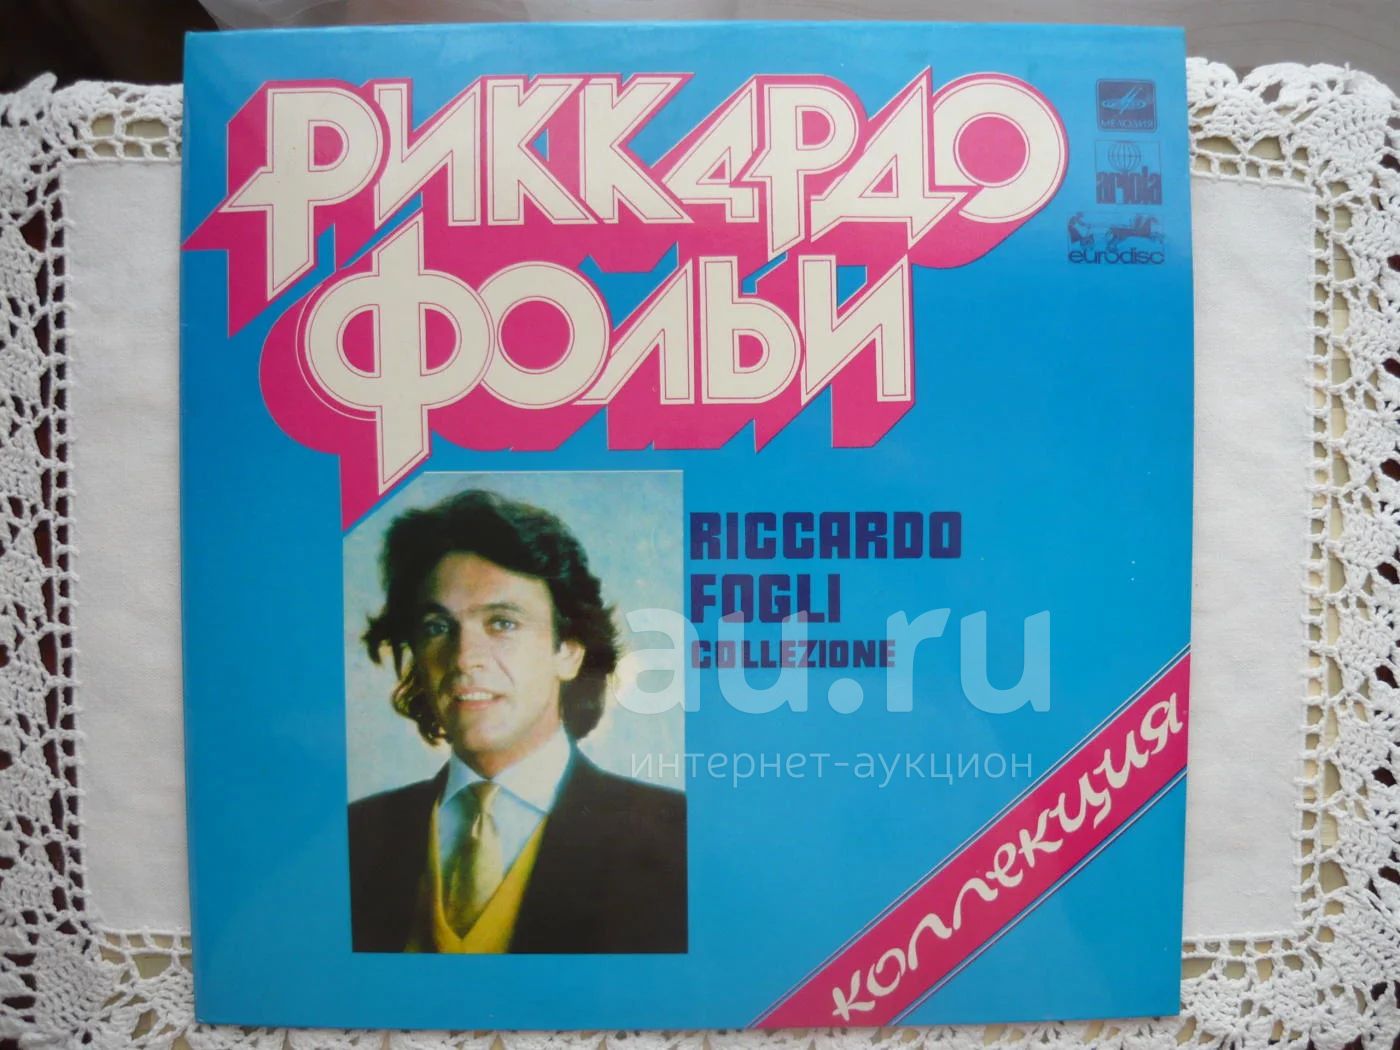 РИККАРДО
ФОЛЬИ
МЕЛОДИЯ
ariola
eurodisc
RICCARDO
FOGLI
COLLEZIONE
au.ru
интернет-аукцион
коллекция